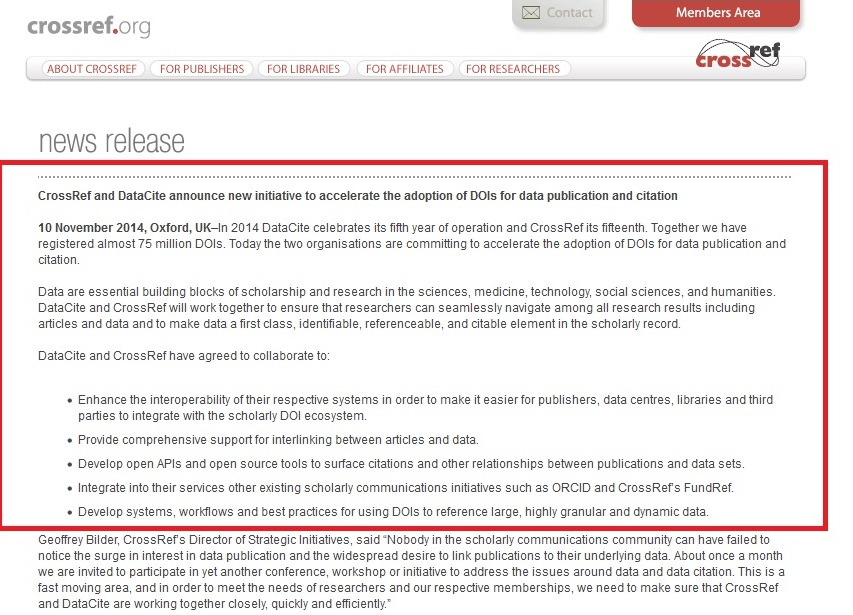 crossref.org
Contact
Members Area
crossref
ABOUT CROSSREF FOR PUBLISHERS FOR LIBRARIES FOR AFFILIATES FOR RESEARCHERS
news release
CrossRef and DataCite announce new initiative to accelerate the adoption of DOIs for data publication and citation
10 November 2014, Oxford, UK–In 2014 DataCite celebrates its fifth year of operation and CrossRef its fifteenth. Together we have
registered almost 75 million DOIs. Today the two organisations are committing to accelerate the adoption of DOIs for data publication and
citation.
Data are essential building blocks of scholarship and research in the sciences, medicine, technology, social sciences, and humanities.
DataCite and CrossRef will work together to ensure that researchers can seamlessly navigate among all research results including
articles and data and to make data a first class, identifiable, referenceable, and citable element in the scholarly record.
DataCite and CrossRef have agreed to collaborate to:
• Enhance the interoperability of their respective systems in order to make it easier for publishers, data centres, libraries and third
parties to integrate with the scholarly DOI ecosystem.
• Provide comprehensive support for interlinking between articles and data.
• Develop open APIs and open source tools to surface citations and other relationships between publications and data sets.
• Integrate into their services other existing scholarly communications initiatives such as ORCID and CrossRef's FundRef.
• Develop systems, workflows and best practices for using DOIs to reference large, highly granular and dynamic data.
Geoffrey Bilder, CrossRef's Director of Strategic Initiatives, said “Nobody in the scholarly communications community can have failed to
notice the surge in interest in data publication and the widespread desire to link publications to their underlying data. About once a month
we are invited to participate in yet another conference, workshop or initiative to address the issues around data and data citation. This is a
fast moving area, and in order to meet the needs of researchers and our respective memberships, we need to make sure that CrossRef
and DataCite are working together closely, quickly and efficiently.”